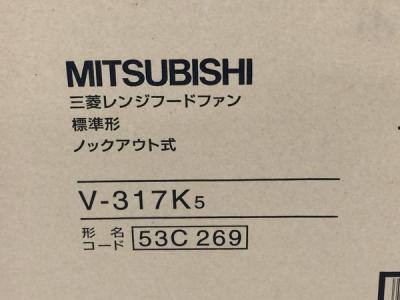 MITSUBISHI
三菱レンジフードファン
標準形
ノックアウト式
V-317K5
形名
コード 53C 269